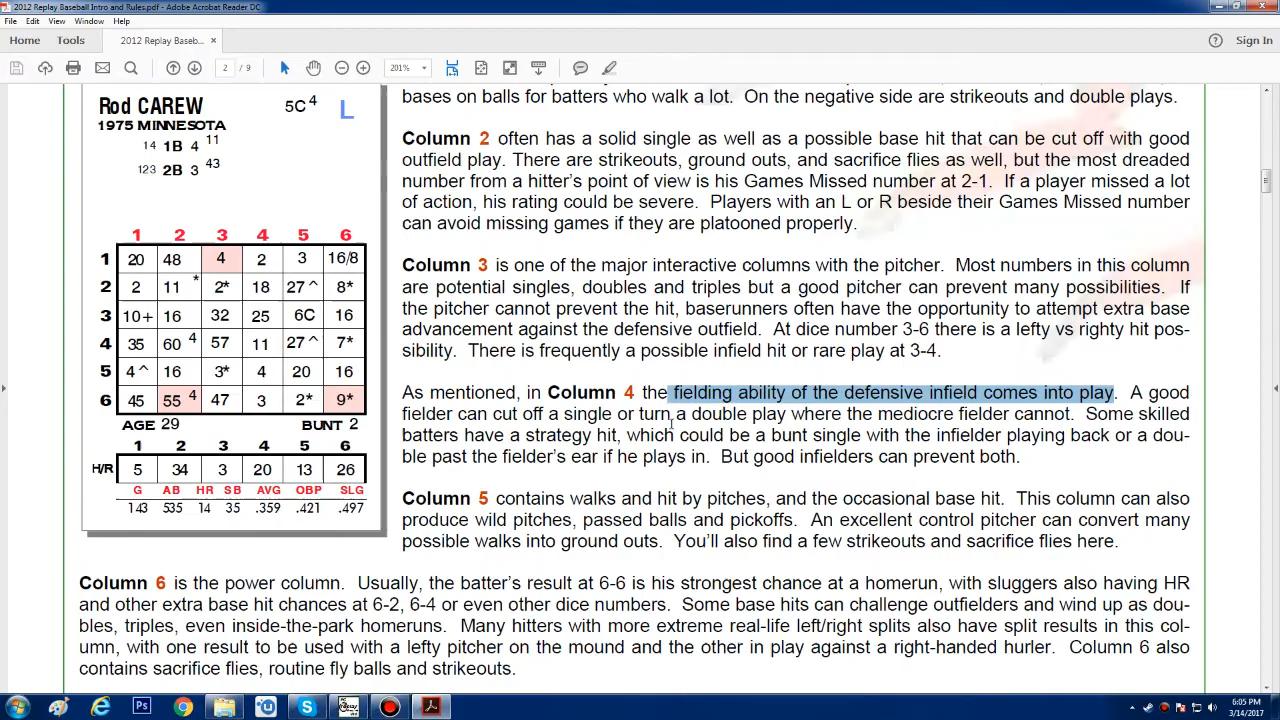 2012 Replay Baseball Intro and Rules.pdf - Adobe Acrobat Reader DC
File Edit View Window Help
Home Tools 2012 Replay Baseb... × Sign In
2 / 9 201%
Rod CAREW 5C 4 L
1975 MINNESOTA
14 1B 4 11
123 2B 3 43
1 2 3 4 5 6
1 20 48 4 2 3 16/8
2 2 11 * 2* 18 27^ 8*
3 10+ 16 32 25 6C 16
4 35 60 4 57 11 27^ 7*
5 4^ 16 3* 4 20 16
6 45 55 4 47 3 2* 9*
AGE 29 BUNT 2
1 2 3 4 5 6
H/R 5 34 3 20 13 26
G AB HR SB AVG OBP SLG
143 535 14 35 .359 .421 .497
bases on balls for batters who walk a lot. On the negative side are strikeouts and double plays.
Column 2 often has a solid single as well as a possible base hit that can be cut off with good
outfield play. There are strikeouts, ground outs, and sacrifice flies as well, but the most dreaded
number from a hitter's point of view is his Games Missed number at 2-1. If a player missed a lot
of action, his rating could be severe. Players with an L or R beside their Games Missed number
can avoid missing games if they are platooned properly.
Column 3 is one of the major interactive columns with the pitcher. Most numbers in this column
are potential singles, doubles and triples but a good pitcher can prevent many possibilities. If
the pitcher cannot prevent the hit, baserunners often have the opportunity to attempt extra base
advancement against the defensive outfield. At dice number 3-6 there is a lefty vs righty hit pos-
sibility. There is frequently a possible infield hit or rare play at 3-4.
As mentioned, in Column 4 the fielding ability of the defensive infield comes into play. A good
fielder can cut off a single or turn a double play where the mediocre fielder cannot. Some skilled
batters have a strategy hit, which could be a bunt single with the infielder playing back or a dou-
ble past the fielder's ear if he plays in. But good infielders can prevent both.
Column 5 contains walks and hit by pitches, and the occasional base hit. This column can also
produce wild pitches, passed balls and pickoffs. An excellent control pitcher can convert many
possible walks into ground outs. You'll also find a few strikeouts and sacrifice flies here.
Column 6 is the power column. Usually, the batter's result at 6-6 is his strongest chance at a homerun, with sluggers also having HR
and other extra base hit chances at 6-2, 6-4 or even other dice numbers. Some base hits can challenge outfielders and wind up as dou-
bles, triples, even inside-the-park homeruns. Many hitters with more extreme real-life left/right splits also have split results in this col-
umn, with one result to be used with a lefty pitcher on the mound and the other in play against a right-handed hurler. Column 6 also
contains sacrifice flies, routine fly balls and strikeouts.
Ps
6:05 PM
3/14/2017